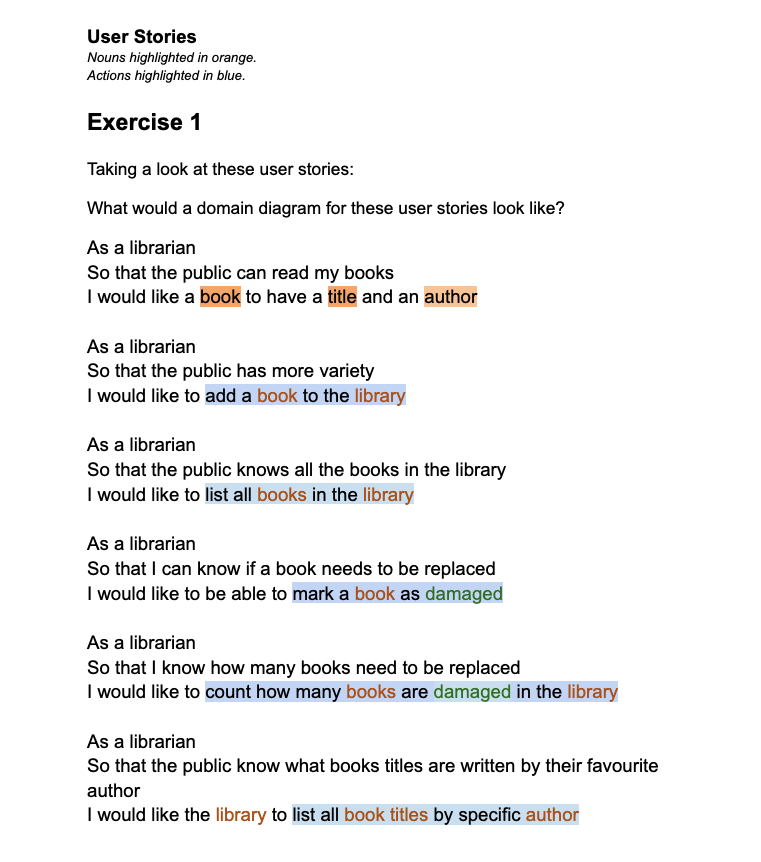 User Stories
Nouns highlighted in orange.
Actions highlighted in blue.
Exercise 1
Taking a look at these user stories:
What would a domain diagram for these user stories look like?
As a librarian
So that the public can read my books
I would like a book to have a title and an author
As a librarian
So that the public has more variety
I would like to add a book to the library
As a librarian
So that the public knows all the books in the library
I would like to list all books in the library
As a librarian
So that I can know if a book needs to be replaced
I would like to be able to mark a book as damaged
As a librarian
So that I know how many books need to be replaced
I would like to count how many books are damaged in the library
As a librarian
So that the public know what books titles are written by their favourite
author
I would like the library to list all book titles by specific author